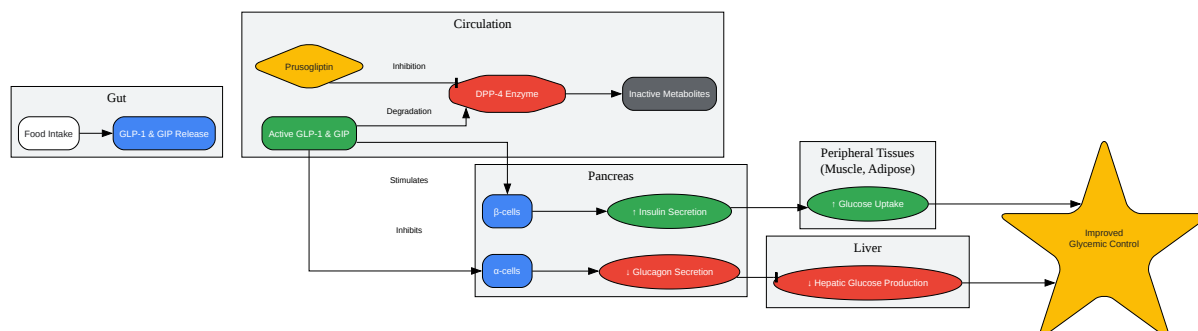 Circulation
Prusogliptin
Inhibition
DPP-4 Enzyme
Inactive Metabolites
Degradation
Active GLP-1 & GIP
Gut
Food Intake
GLP-1 & GIP Release
Stimulates
Inhibits
Pancreas
β-cells
↑ Insulin Secretion
α-cells
↓ Glucagon Secretion
Peripheral Tissues
(Muscle, Adipose)
↑ Glucose Uptake
Liver
↓ Hepatic Glucose Production
Improved
Glycemic Control